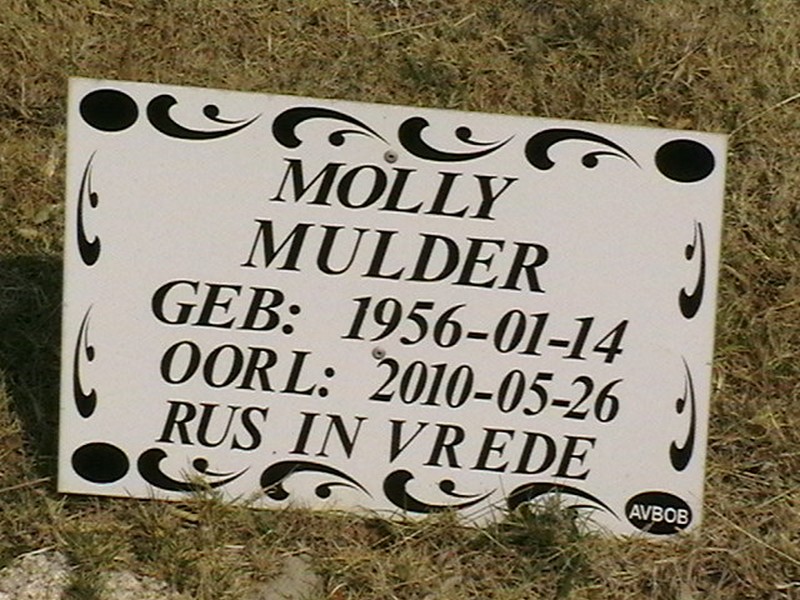 MOLLY
MULDER
GEB: 1956-01-14
OORL: 2010-05-26
RUS IN VREDE
AVBOB